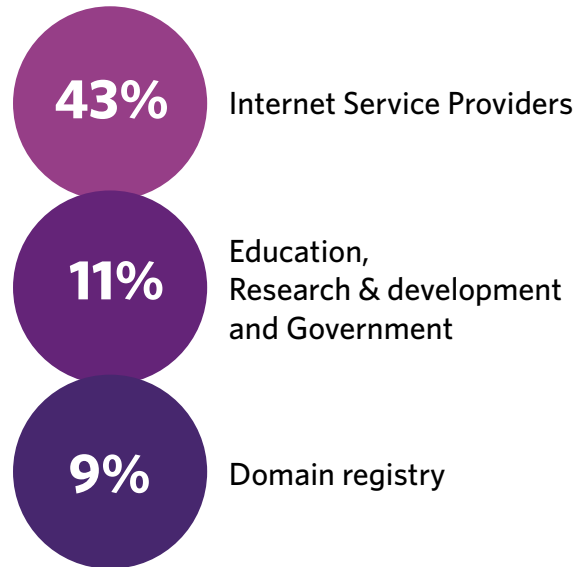 43%
Internet Service Providers
11%
Education,
Research & development
and Government
9%
Domain registry